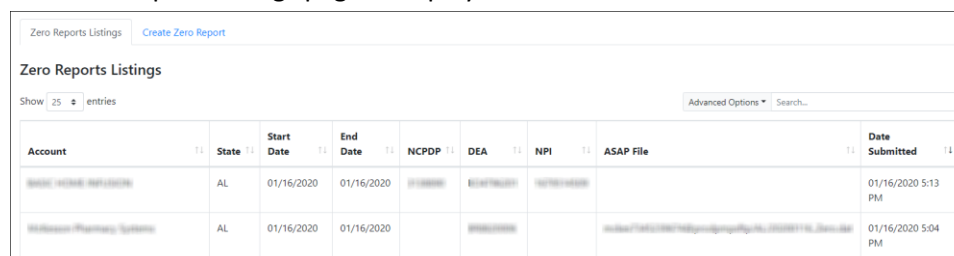 Zero Reports Listings Create Zero Report
Zero Reports Listings
Show 25 entries Advanced Options Search...
Account State Start Date End Date NCPDP DEA NPI ASAP File Date Submitted
AL 01/16/2020 01/16/2020 01/16/2020 5:13 PM
AL 01/16/2020 01/16/2020 01/16/2020 5:04 PM